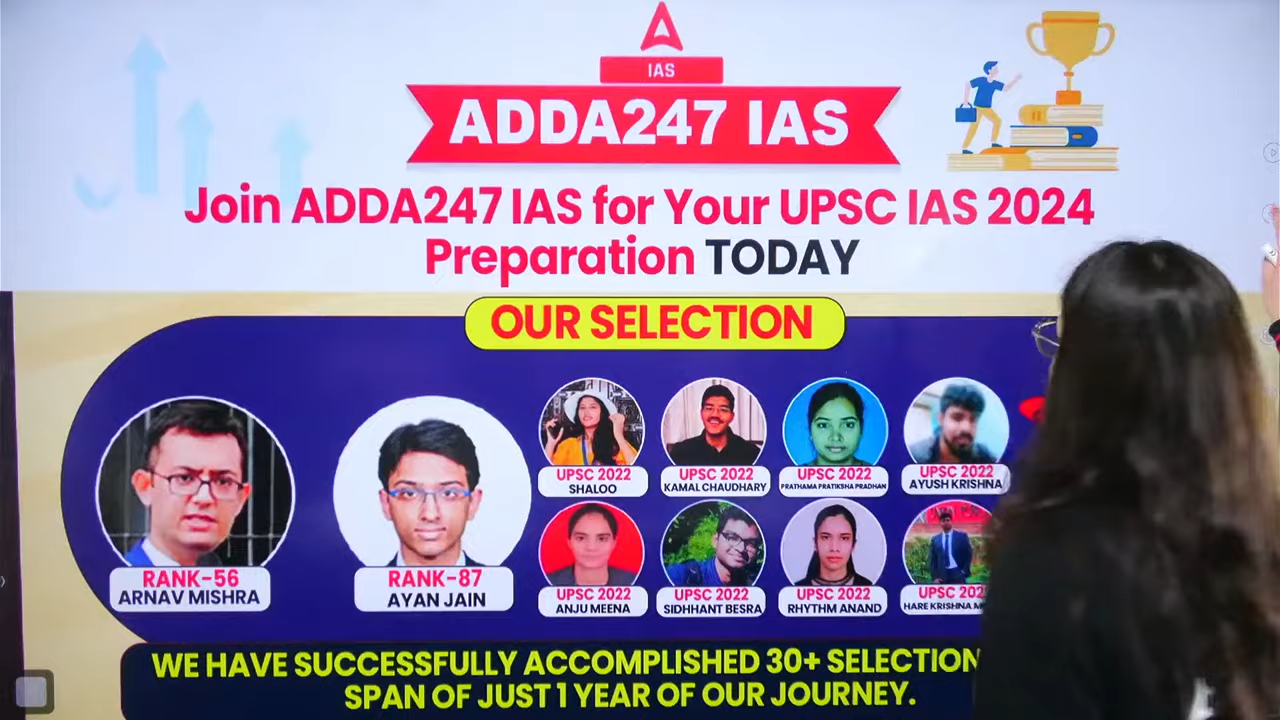 IAS
ADDA247 IAS
Join ADDA247 IAS for Your UPSC IAS 2024
Preparation TODAY
OUR SELECTION
RANK-56
ARNAV MISHRA
RANK-87
AYAN JAIN
UPSC 2022
SHALOO
UPSC 2022
KAMAL CHAUDHARY
UPSC 2022
PRATHAMA PRATIKSHA PRADHAN
UPSC 2022
AYUSH KRISHNA
UPSC 2022
ANJU MEENA
UPSC 2022
SIDHHANT BESRA
UPSC 2022
RHYTHM ANAND
UPSC
HARE KRISHNA
WE HAVE SUCCESSFULLY ACCOMPLISHED 30+ SELECTION
SPAN OF JUST 1 YEAR OF OUR JOURNEY.